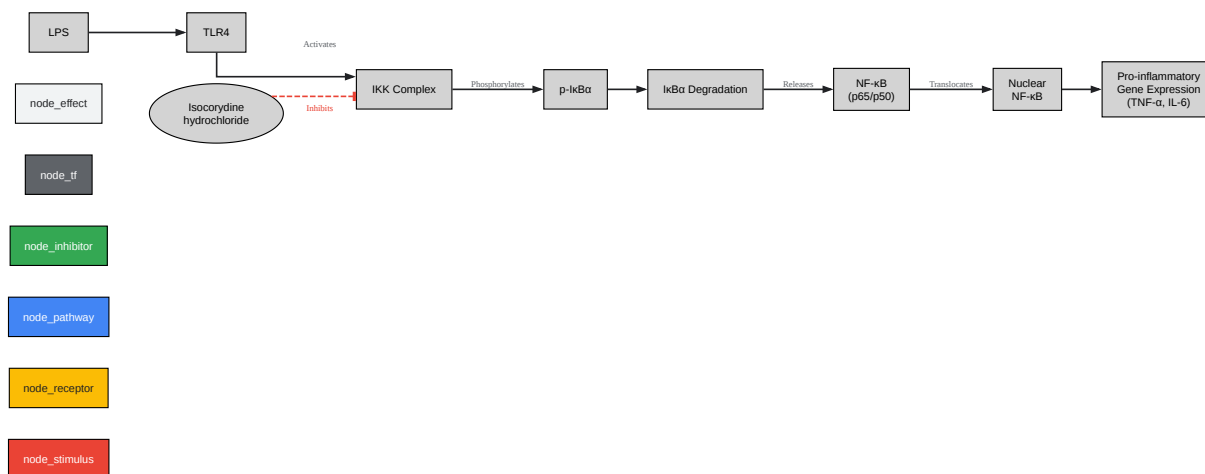 LPS
TLR4
Activates
Isocorydine
hydrochloride
Inhibits
IKK Complex
Phosphorylates
p-IκBα
IκBα Degradation
Releases
NF-κB
(p65/p50)
Translocates
Nuclear
NF-κB
Pro-inflammatory
Gene Expression
(TNF-α, IL-6)
node_effect
node_tf
node_inhibitor
node_pathway
node_receptor
node_stimulus